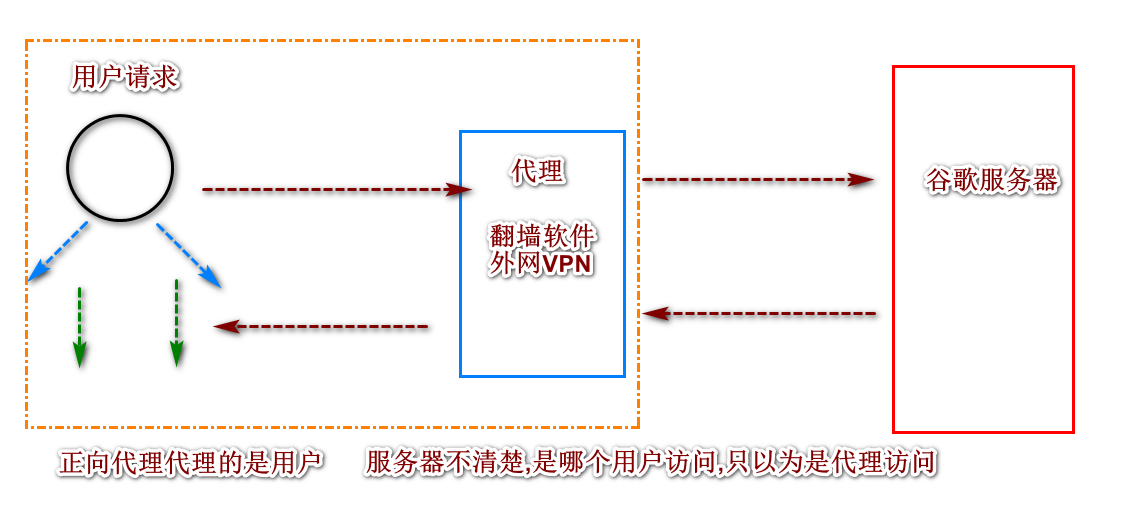 用户请求
代理
翻墙软件
外网VPN
谷歌服务器
正向代理代理的是用户
服务器不清楚,是哪个用户访问,只以为是代理访问